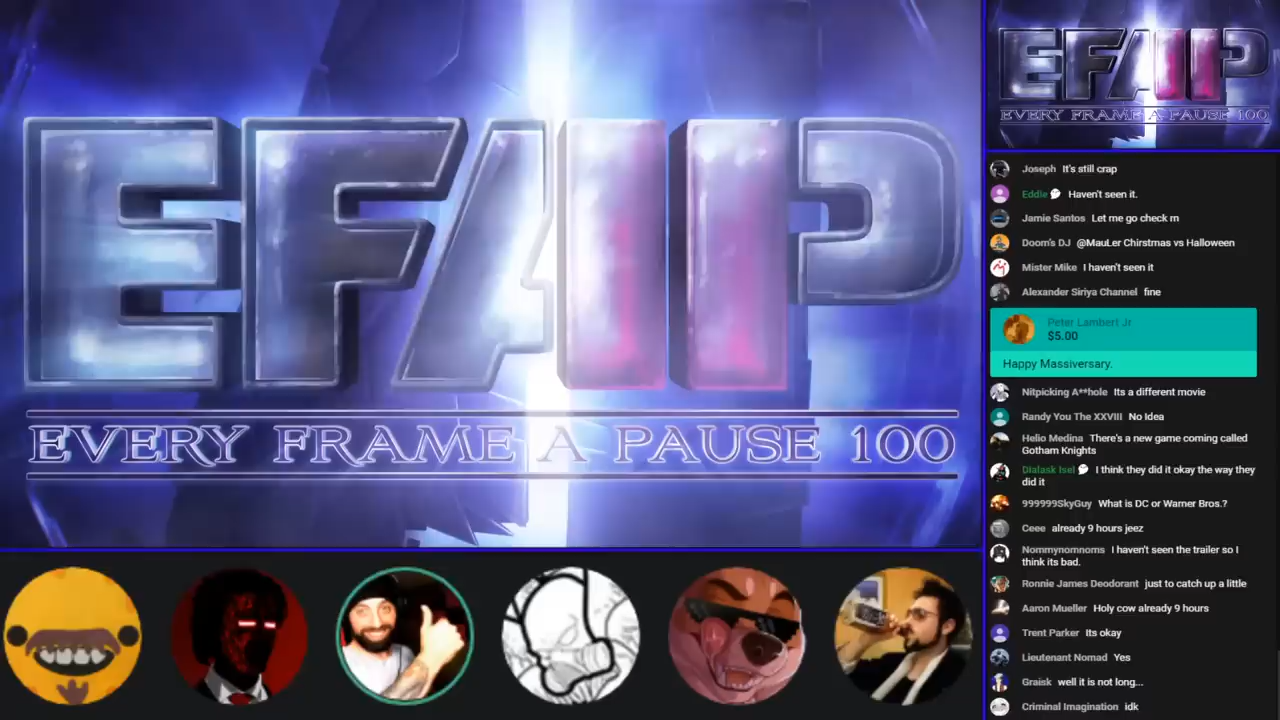 EFAIIP
EVERY FRAME A PAUSE 100
EFAIIP
EVERY FRAME A PAUSE 100
Joseph It's still crap
Eddie Haven't seen it.
Jamie Santos Let me go check rn
Doom's DJ @MauLer Chirstmas vs Halloween
Mister Mike I haven't seen it
Alexander Siriya Channel fine
Peter Lambert Jr
$5.00
Happy Massiversary.
Nitpicking A**hole Its a different movie
Randy You The XXVIII No Idea
Helio Medina There's a new game coming called
Gotham Knights
Dialask Isel I think they did it okay the way they
did it
999999SkyGuy What is DC or Warner Bros.?
Ceee already 9 hours jeez
Nommynomnoms I haven't seen the trailer so I
think its bad.
Ronnie James Deodorant just to catch up a little
Aaron Mueller Holy cow already 9 hours
Trent Parker Its okay
Lieutenant Nomad Yes
Graisk well it is not long...
Criminal Imagination idk